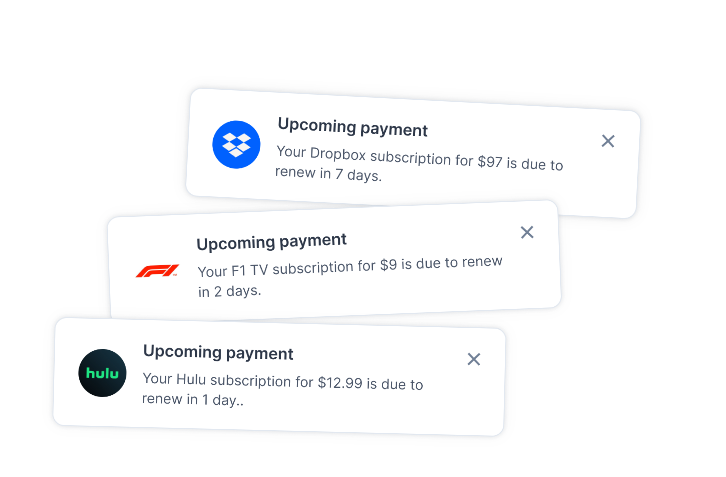 Upcoming payment
Your Dropbox subscription for $97 is due to
renew in 7 days.
Upcoming payment
Your F1 TV subscription for $9 is due to renew
in 2 days.
F1
Upcoming payment
Your Hulu subscription for $12.99 is due to
renew in 1 day..
hulu